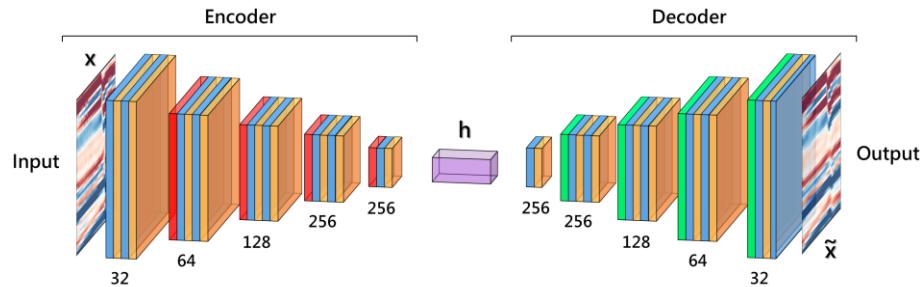 Encoder
Decoder
x
h
Input
Output
x̃
32
64
128
256
256
256
256
128
64
32